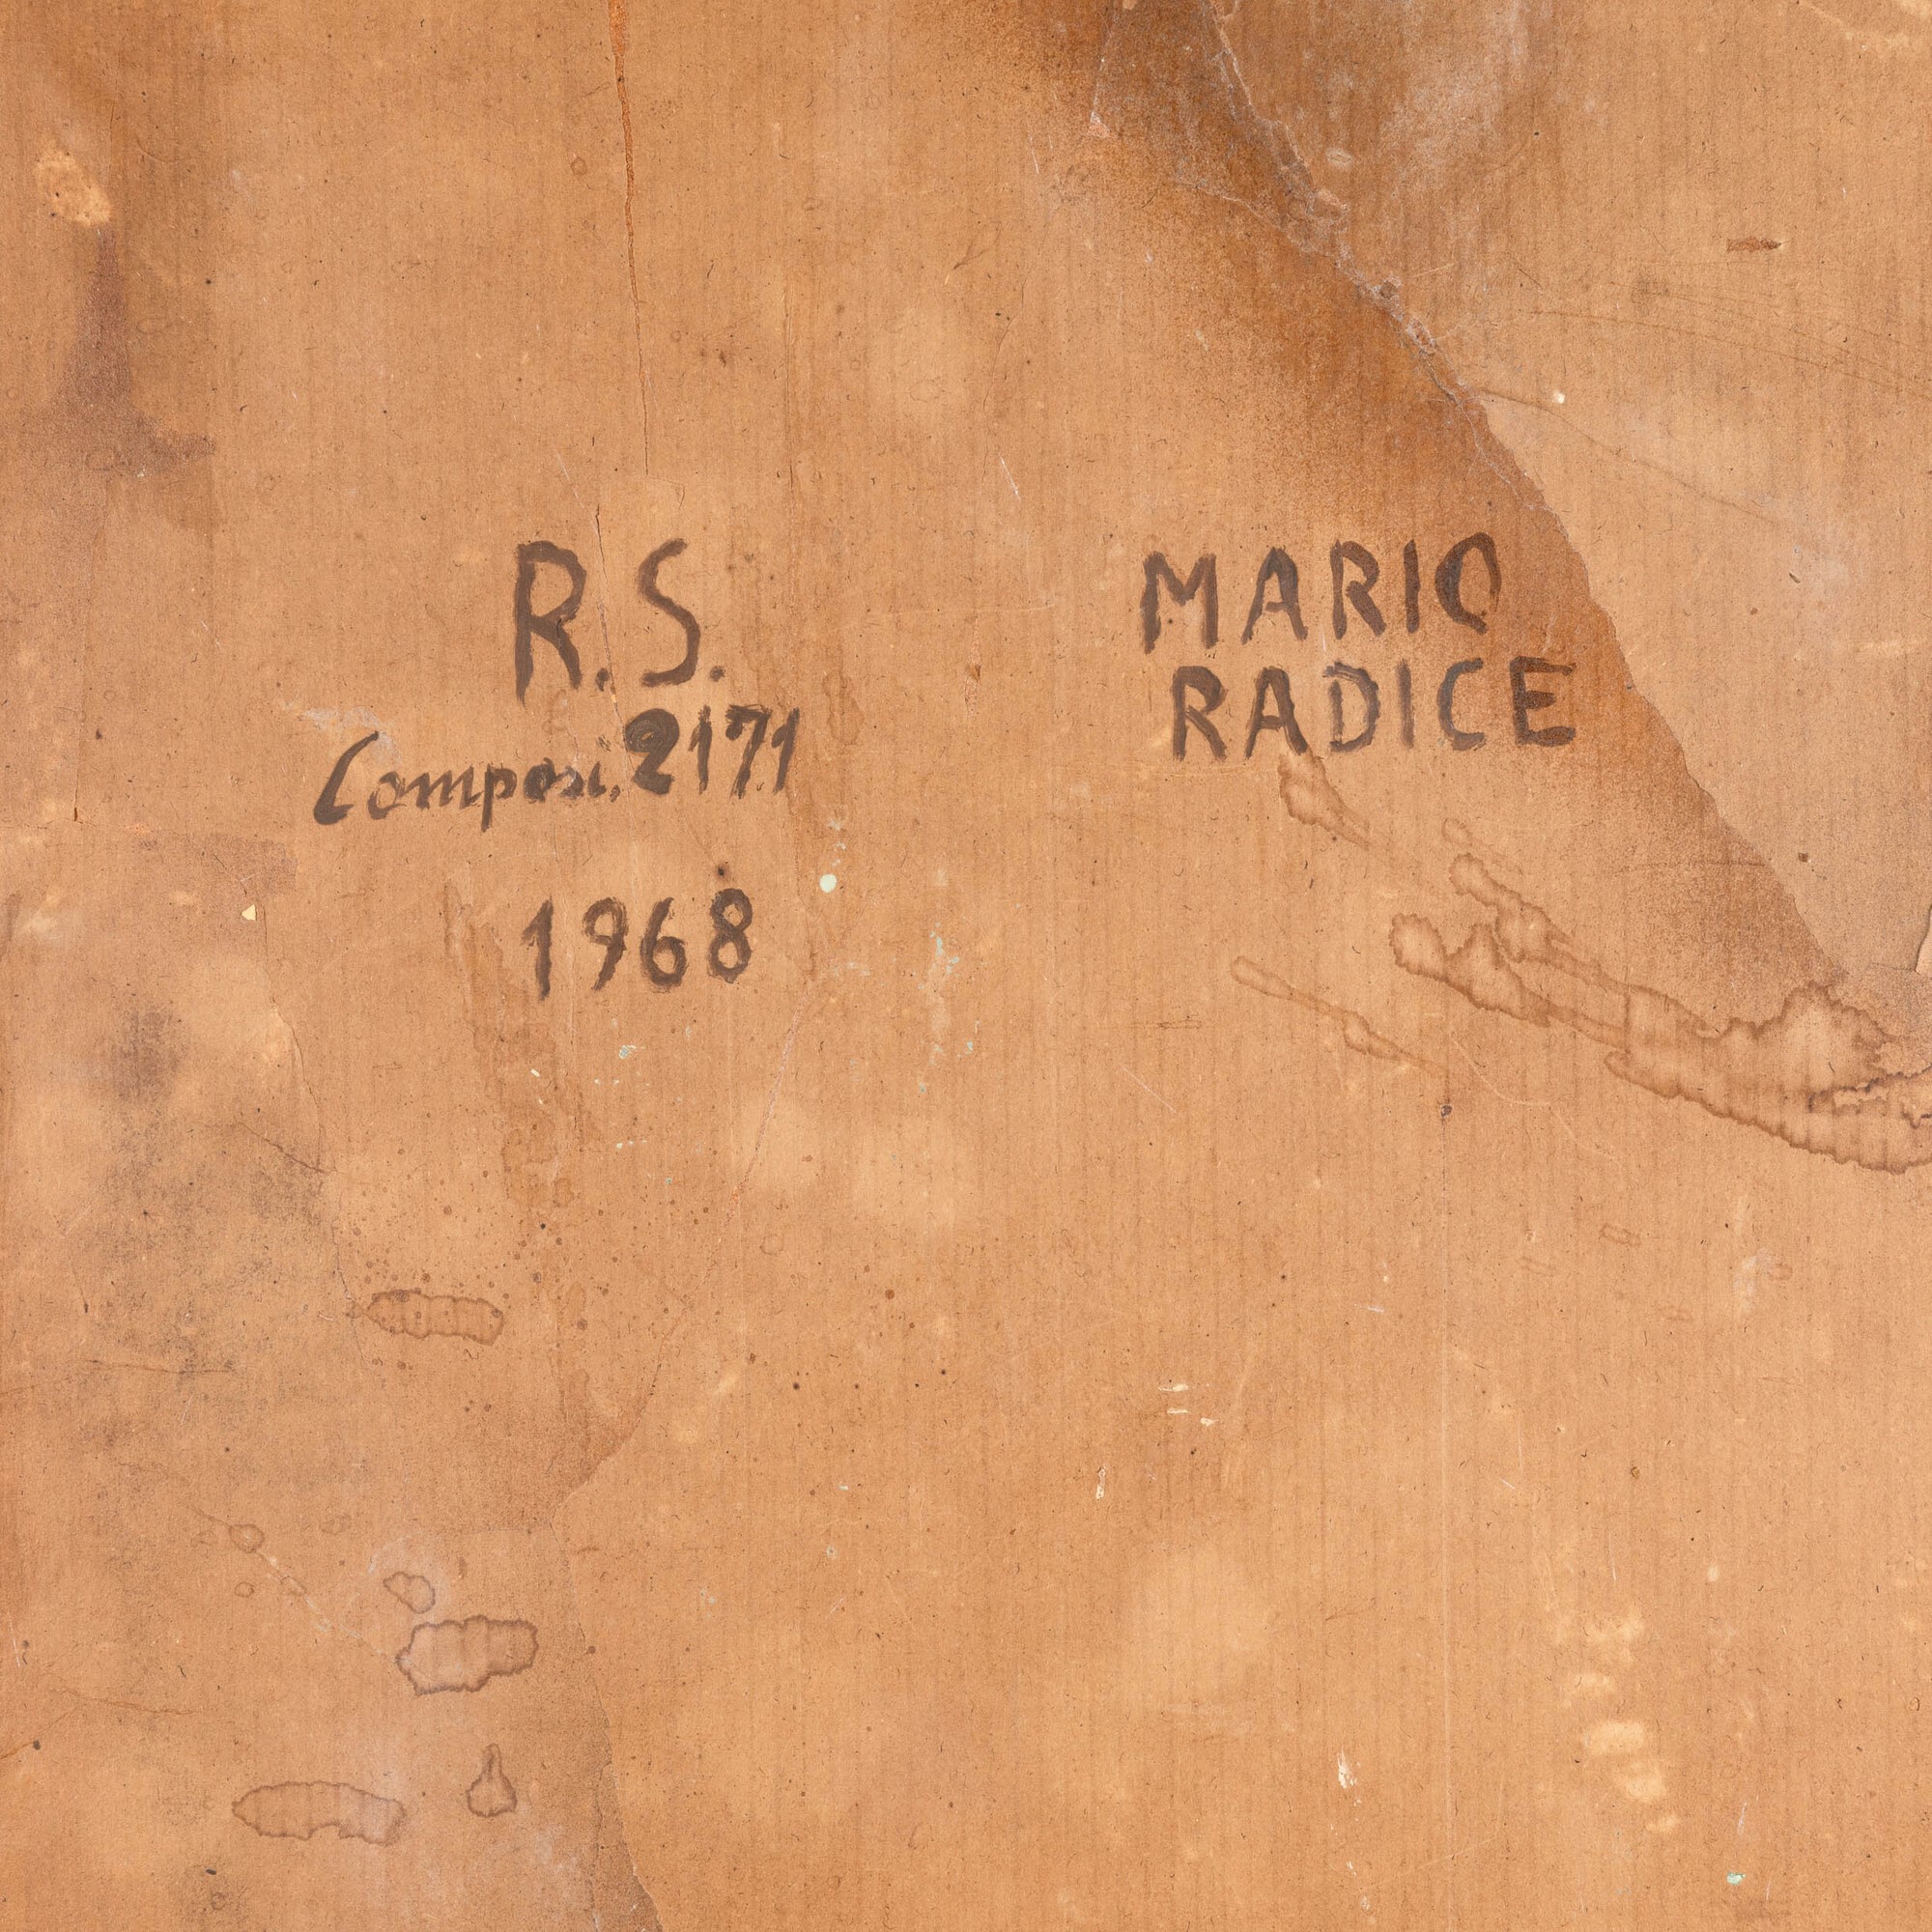 R.S.
Composi. 2171
1968
MARIO
RADICE